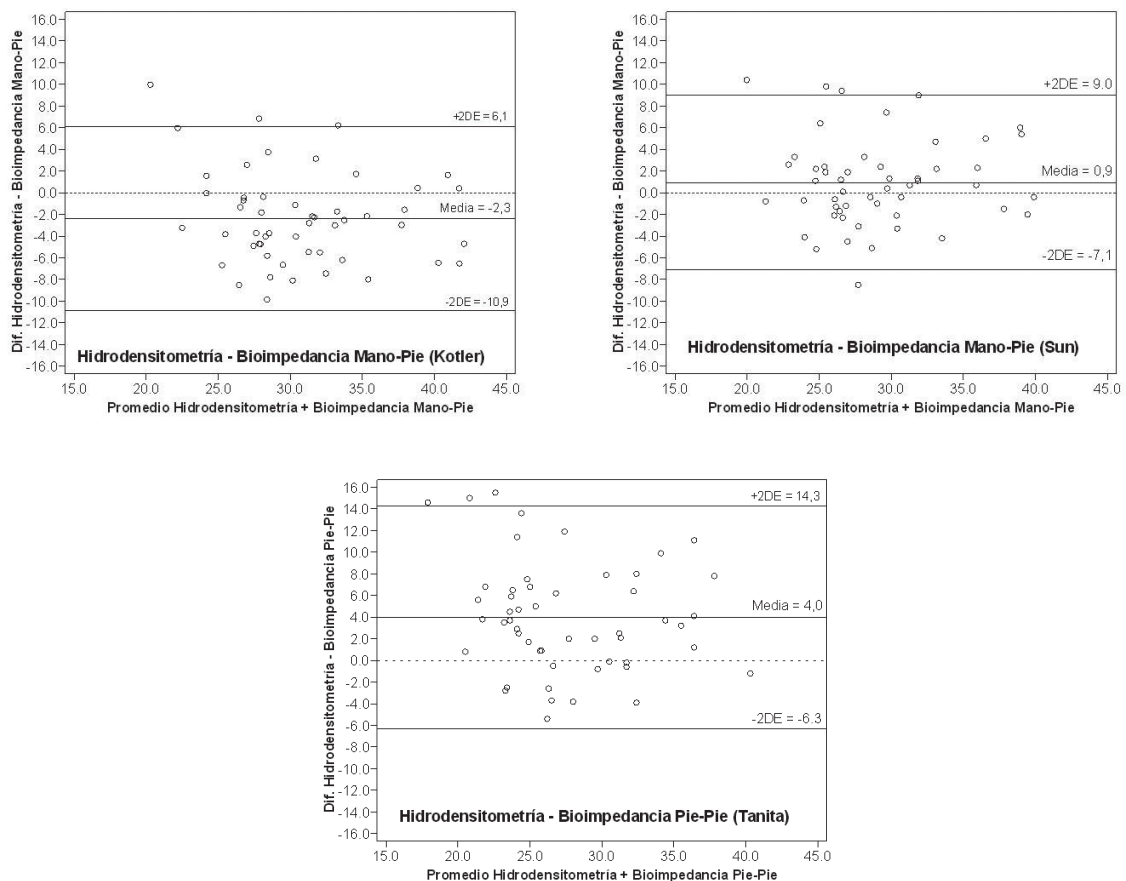 Dif. Hidrodensitometría - Bioimpedancia Mano-Pie
16.0
14.0
12.0
10.0
8.0
6.0
4.0
2.0
0.0
-2.0
-4.0
-6.0
-8.0
-10.0
-12.0
-14.0
-16.0
+2DE = 6,1
Media = -2,3
-2DE = -10,9
Hidrodensitometría - Bioimpedancia Mano-Pie (Kotler)
15.0 20.0 25.0 30.0 35.0 40.0 45.0
Promedio Hidrodensitometría + Bioimpedancia Mano-Pie
Dif. Hidrodensitometría - Bioimpedancia Mano-Pie
16.0
14.0
12.0
10.0
8.0
6.0
4.0
2.0
0.0
-2.0
-4.0
-6.0
-8.0
-10.0
-12.0
-14.0
-16.0
+2DE = 9.0
Media = 0,9
-2DE = -7,1
Hidrodensitometría - Bioimpedancia Mano-Pie (Sun)
15.0 20.0 25.0 30.0 35.0 40.0 45.0
Promedio Hidrodensitometría + Bioimpedancia Mano-Pie
Dif. Hidrodensitometría - Bioimpedancia Pie-Pie
16.0
14.0
12.0
10.0
8.0
6.0
4.0
2.0
0.0
-2.0
-4.0
-6.0
-8.0
-10.0
-12.0
-14.0
-16.0
+2DE = 14,3
Media = 4,0
-2DE = -6.3
Hidrodensitometría - Bioimpedancia Pie-Pie (Tanita)
15.0 20.0 25.0 30.0 35.0 40.0 45.0
Promedio Hidrodensitometría + Bioimpedancia Pie-Pie